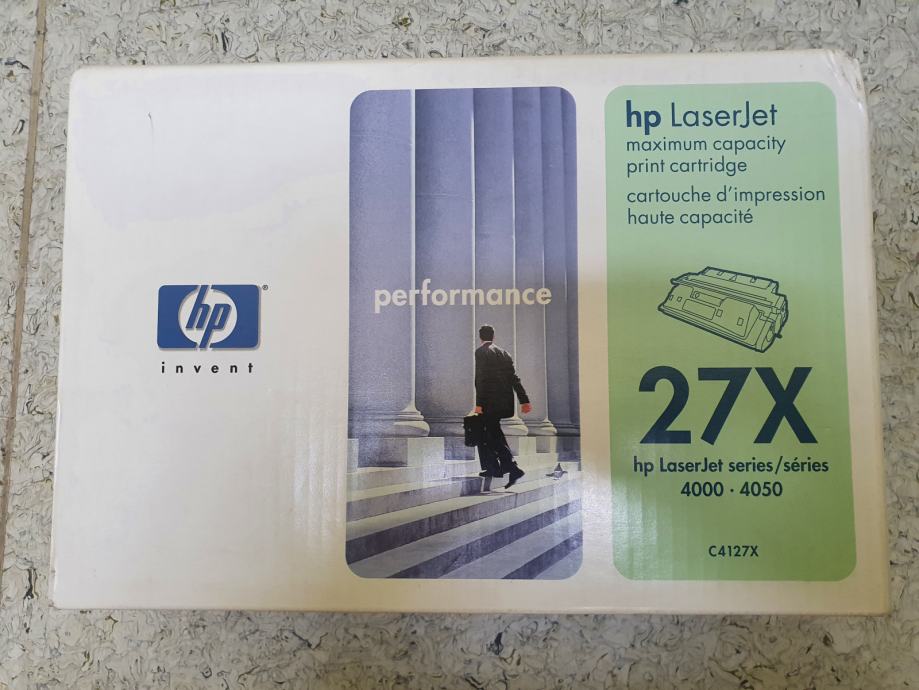 hp®
invent
performance
hp LaserJet
maximum capacity
print cartridge
cartouche d'impression
haute capacité
27X
hp LaserJet series/séries
4000 · 4050
C4127X